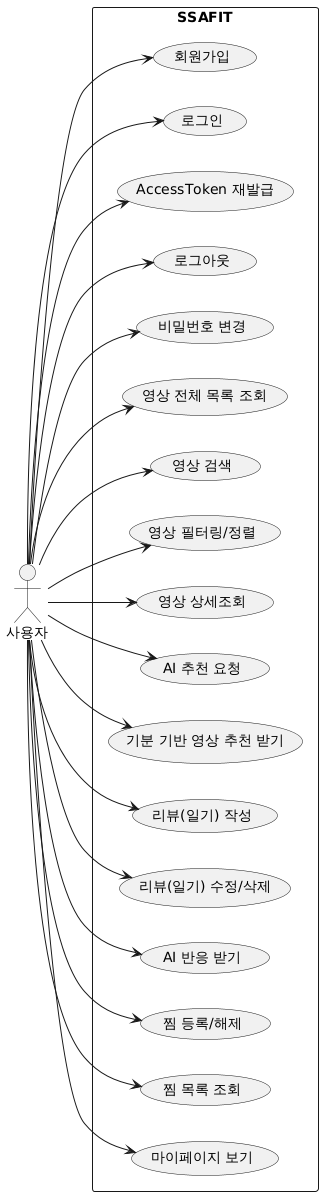 SSAFIT
회원가입
로그인
AccessToken 재발급
로그아웃
비밀번호 변경
영상 전체 목록 조회
영상 검색
영상 필터링/정렬
영상 상세조회
사용자
AI 추천 요청
기분 기반 영상 추천 받기
리뷰(일기) 작성
리뷰(일기) 수정/삭제
AI 반응 받기
찜 등록/해제
찜 목록 조회
마이페이지 보기